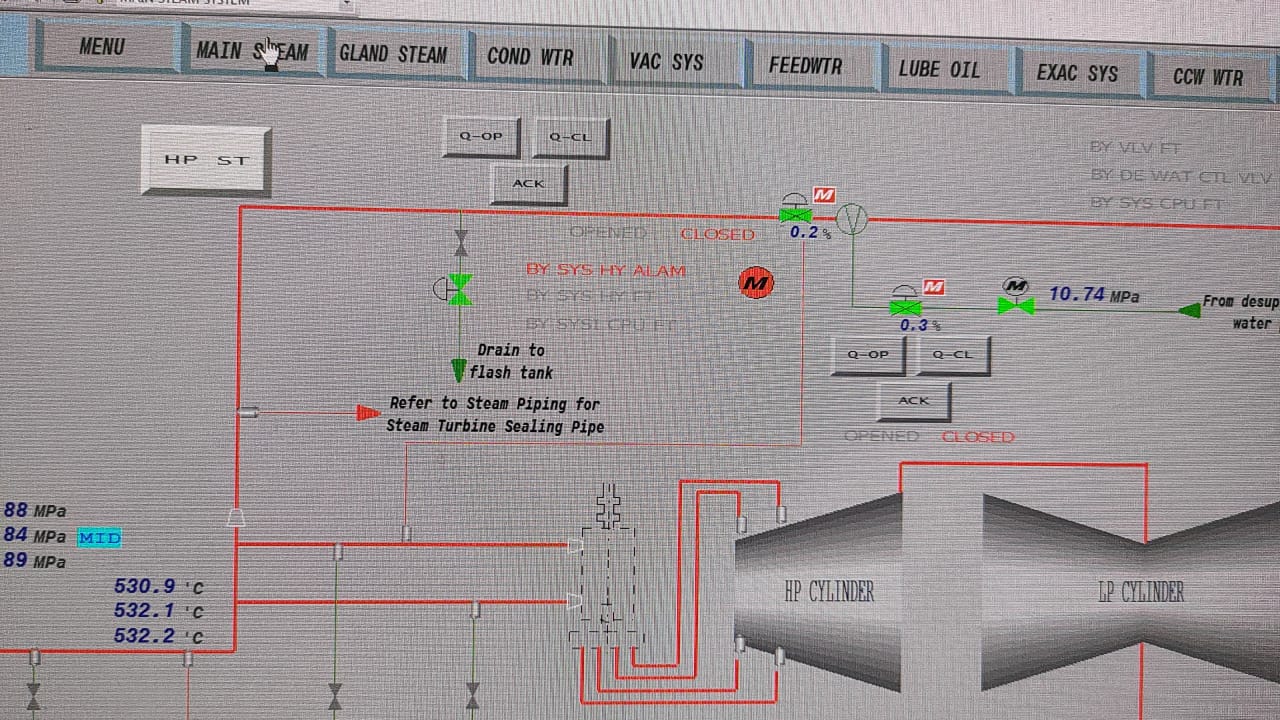 MAIN STEAM SYSTEM
MENU
MAIN STEAM
GLAND STEAM
COND WTR
VAC SYS
FEEDWTR
LUBE OIL
EXAC SYS
CCW WTR
HP ST
Q-OP
Q-CL
ACK
BY VLV FT
BY DE WAT CTL VLV
BY SYS CPU FT
M
OPENED CLOSED
0.2 %
BY SYS HY ALAM
M
BY SYS HY FT
BY SYS1 CPU FT
M
M
10.74 MPa
From desup
water
0.3 %
Drain to
flash tank
Q-OP
Q-CL
ACK
Refer to Steam Piping for
Steam Turbine Sealing Pipe
OPENED CLOSED
88 MPa
84 MPa MID
89 MPa
530.9 'C
532.1 'C
532.2 'C
HP CYLINDER
LP CYLINDER